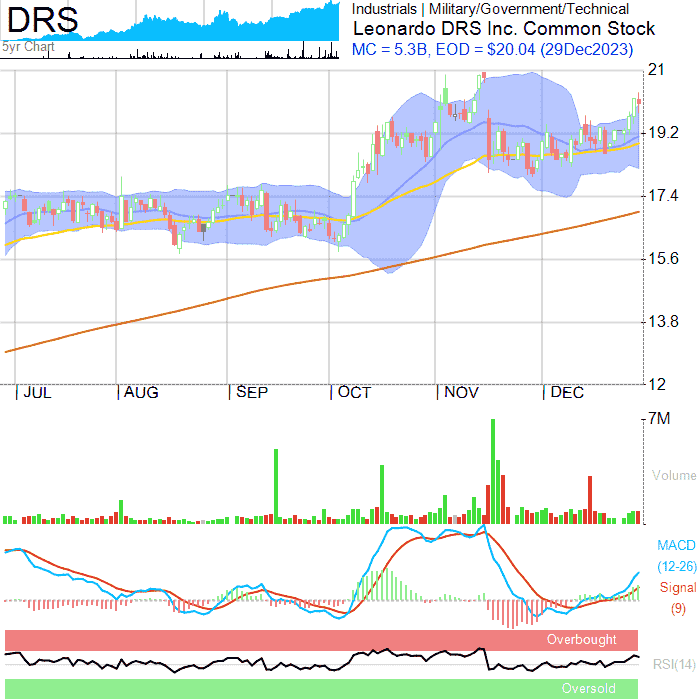 DRS
5yr Chart
Industrials | Military/Government/Technical
Leonardo DRS Inc. Common Stock
MC = 5.3B, EOD = $20.04 (29Dec2023)
21
19.2
17.4
15.6
13.8
12
| JUL | AUG | SEP | OCT | NOV | DEC
7M
Volume
MACD
(12-26)
Signal
(9)
Overbought
RSI(14)
Oversold